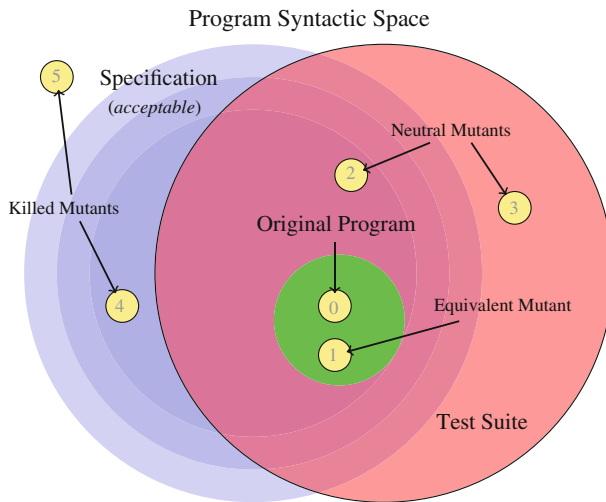 Program Syntactic Space
5
Specification
(acceptable)
Neutral Mutants
2
3
Killed Mutants
Original Program
4
0
Equivalent Mutant
1
Test Suite